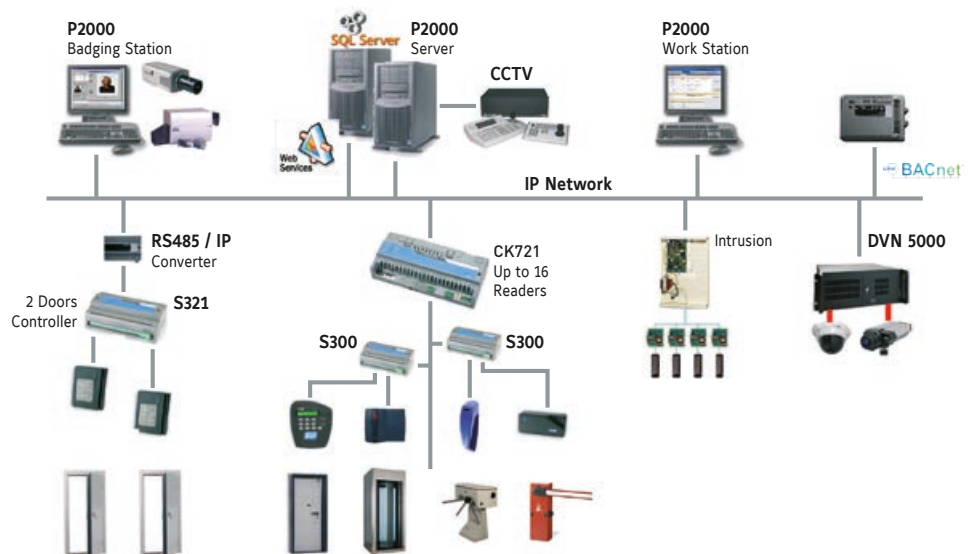 P2000
Badging Station
SQL Server
P2000
Server
CCTV
P2000
Work Station
Web
Services
IP Network
BACnet
RS485 / IP
Converter
CK721
Up to 16
Readers
Intrusion
DVN 5000
2 Doors
Controller
S321
S300
S300